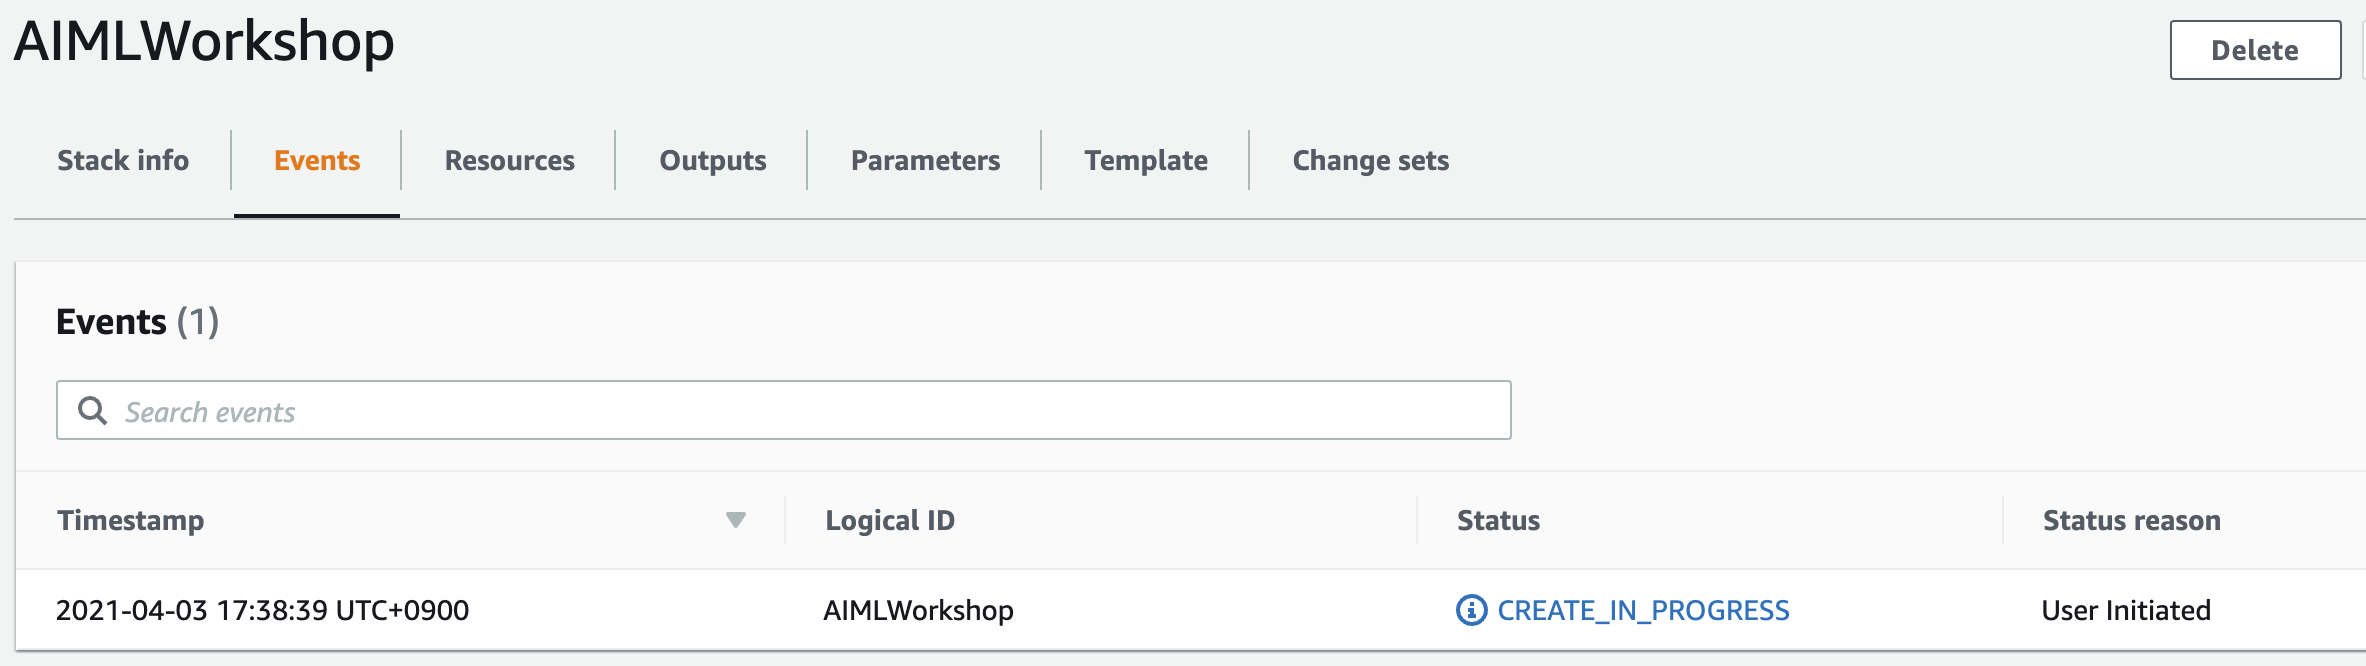 AIMLWorkshop
Delete
Stack info Events Resources Outputs Parameters Template Change sets
Events (1)
Search events
Timestamp Logical ID Status Status reason
2021-04-03 17:38:39 UTC+0900 AIMLWorkshop CREATE_IN_PROGRESS User Initiated